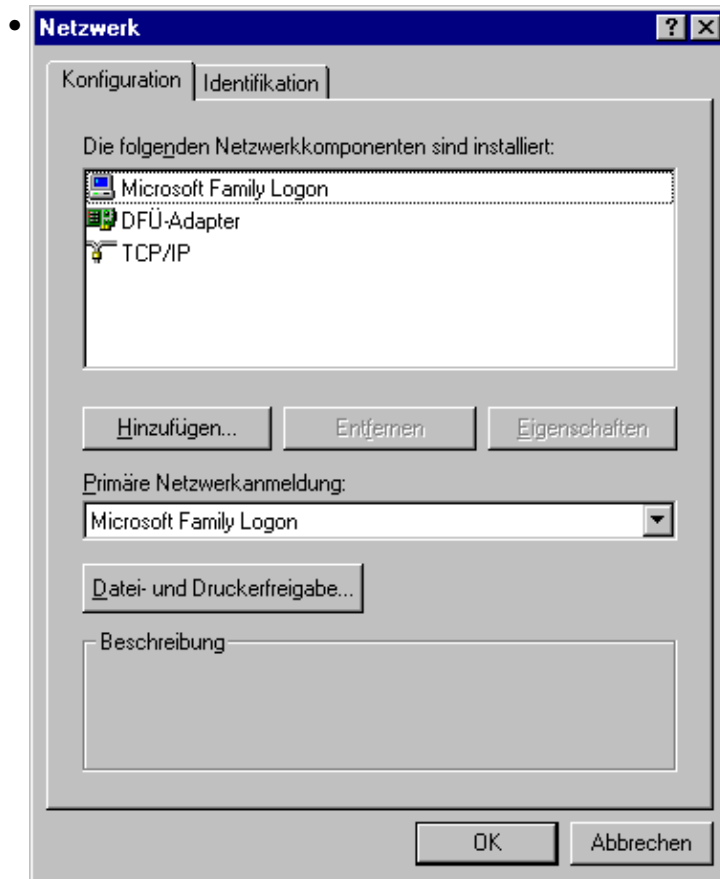 Netzwerk
Konfiguration
Identifikation
Die folgenden Netzwerkkomponenten sind installiert:
Microsoft Family Logon
DFÜ-Adapter
TCP/IP
Hinzufügen... Entfernen Eigenschaften
Primäre Netzwerkanmeldung:
Microsoft Family Logon
Datei- und Druckerfreigabe...
Beschreibung
OK Abbrechen